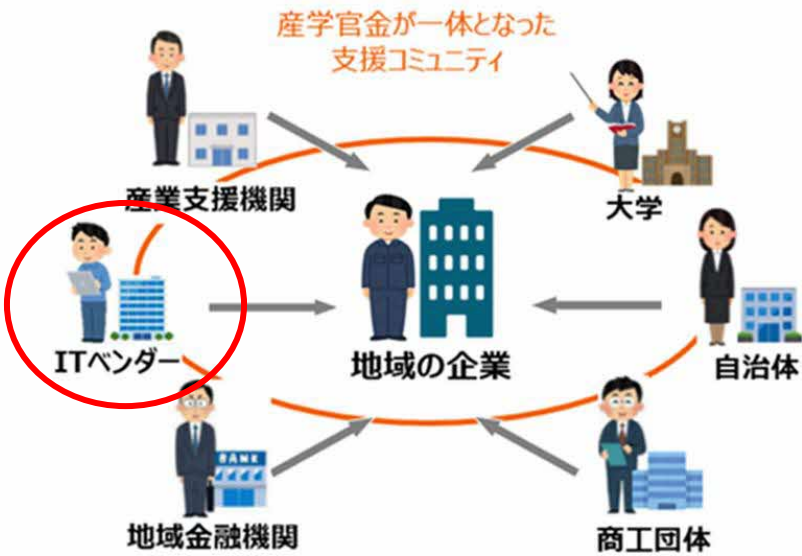 産学官金が一体となった
支援コミュニティ
産業支援機関
大学
ITベンダー
地域の企業
自治体
BANK
地域金融機関
商工団体